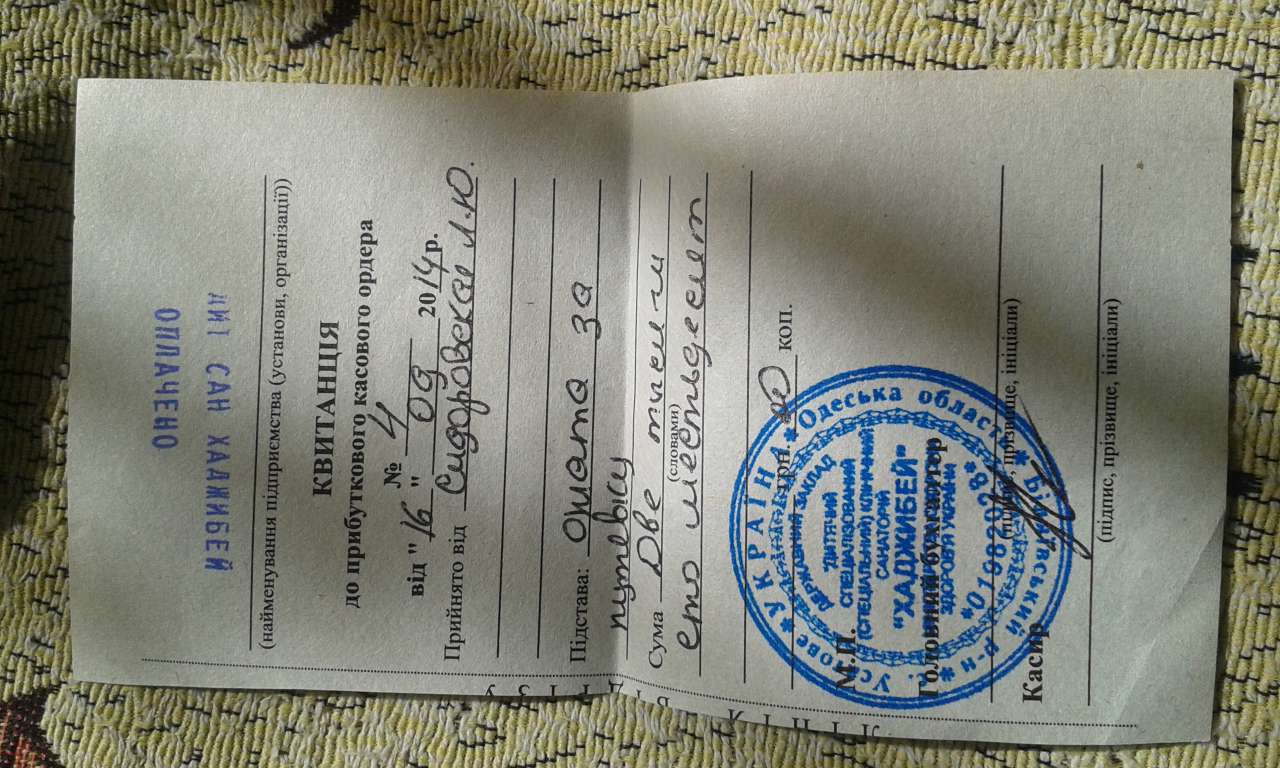 ОПЛАЧЕНО
ДИТ САН ХАДЖИБЕЙ
(найменування підприємства (установи, організації))
КВИТАНЦІЯ
до прибуткового касового ордера № 4
від "16" 09 2014 р.
Прийнято від Сидоровская Л.Ю.
Підстава: Оплата за
путевку
Сума Две тысячи
(словами)
сто шестьдесят
грн. 00 коп.
М.П.
Головний бухгалтер
(підпис, прізвище, ініціали)
Касир
(підпис, прізвище, ініціали)
УКРАЇНА * Одеська область * Біляївський р-н * с. Усатове
ДЕРЖАВНИЙ ЗАКЛАД
ДИТЯЧИЙ
СПЕЦІАЛІЗОВАНИЙ
(СПЕЦІАЛЬНИЙ) КЛІНІЧНИЙ
САНАТОРІЙ
"ХАДЖИБЕЙ"
ЗДОРОВ'Я УКРАЇНИ